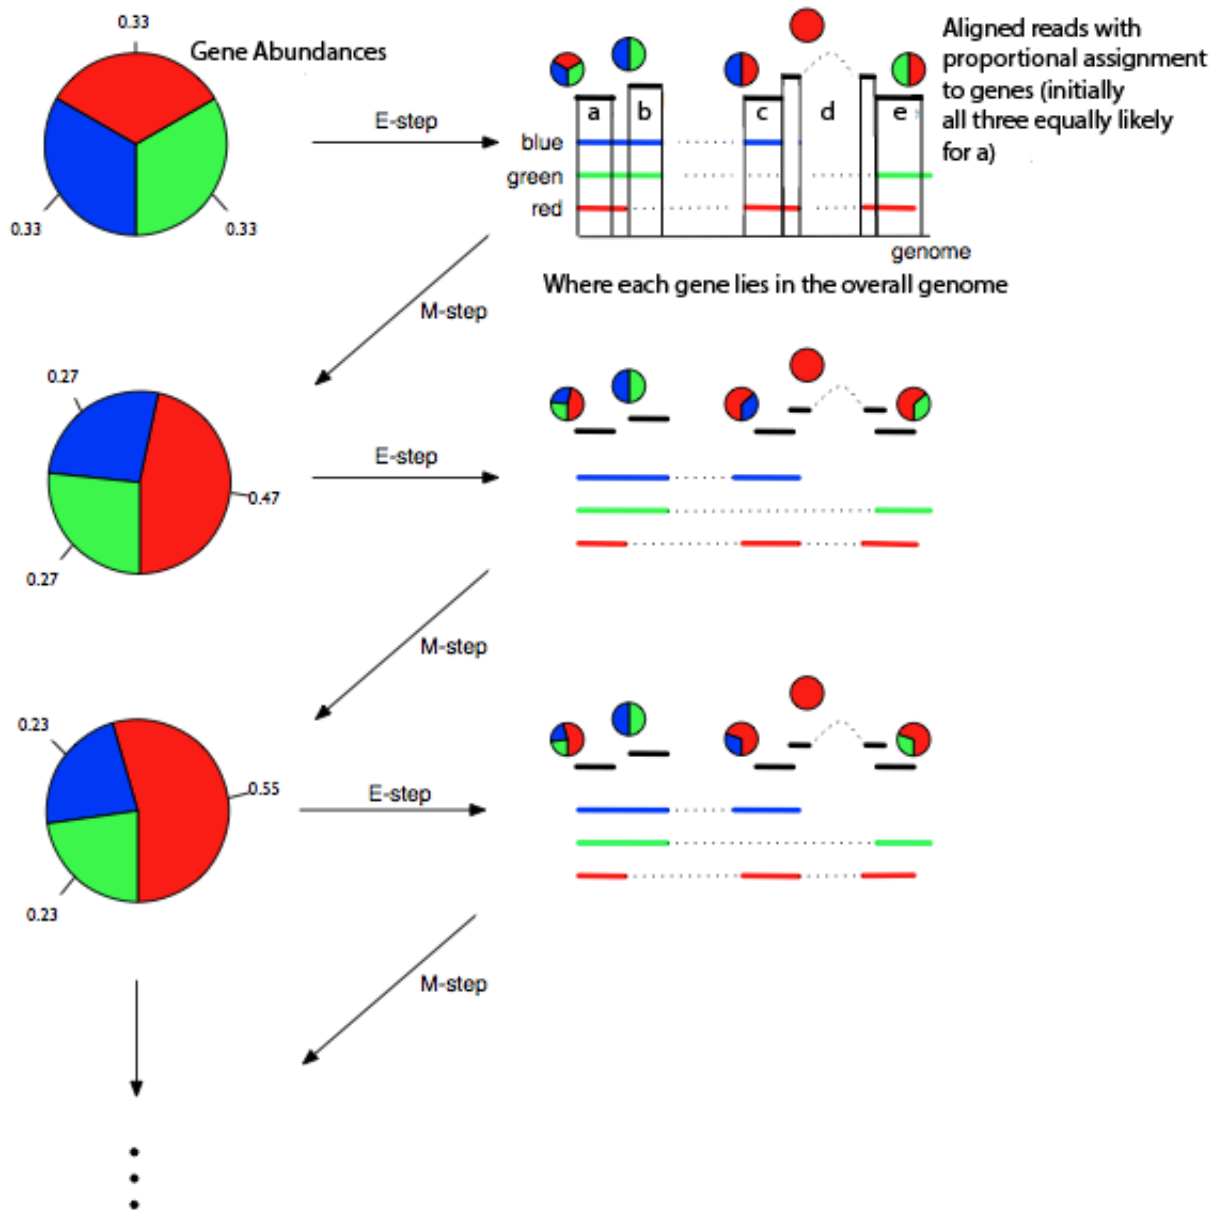 0.33
Gene Abundances
0.33
0.33
E-step
Aligned reads with
proportional assignment
to genes (initially
all three equally likely
for a)
a
b
c
d
e
blue
green
red
genome
Where each gene lies in the overall genome
M-step
0.27
0.47
0.27
E-step
M-step
0.23
0.55
0.23
E-step
M-step